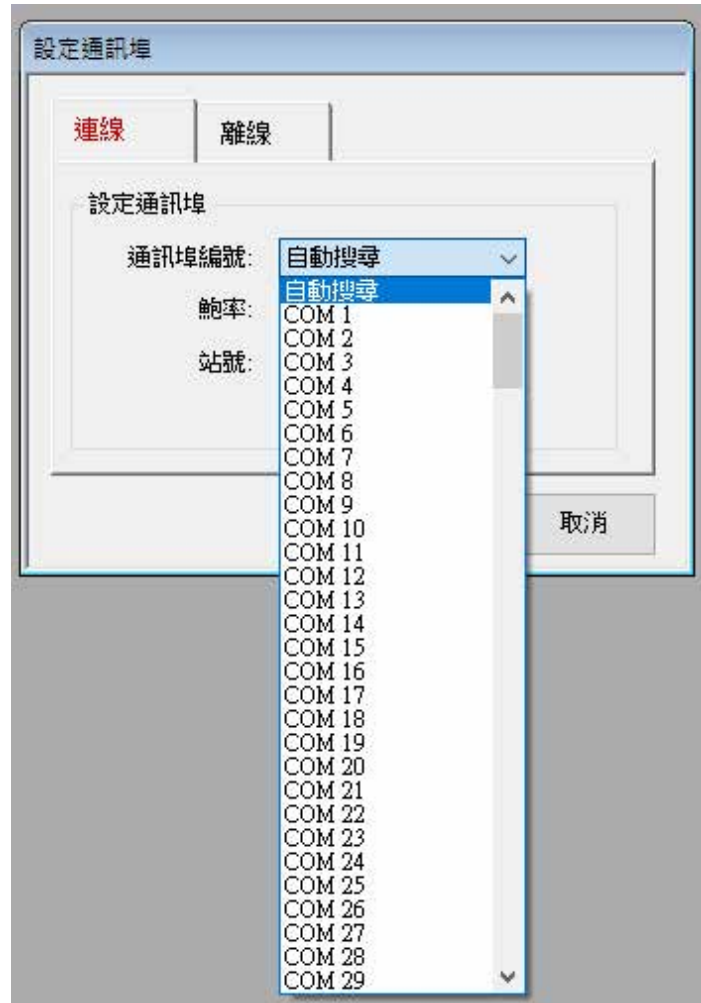 設定通訊埠
連線 離線
設定通訊埠
通訊埠編號: 自動搜尋
鮑率:
站號:
自動搜尋
COM 1
COM 2
COM 3
COM 4
COM 5
COM 6
COM 7
COM 8
COM 9
COM 10
COM 11
COM 12
COM 13
COM 14
COM 15
COM 16
COM 17
COM 18
COM 19
COM 20
COM 21
COM 22
COM 23
COM 24
COM 25
COM 26
COM 27
COM 28
COM 29
取消